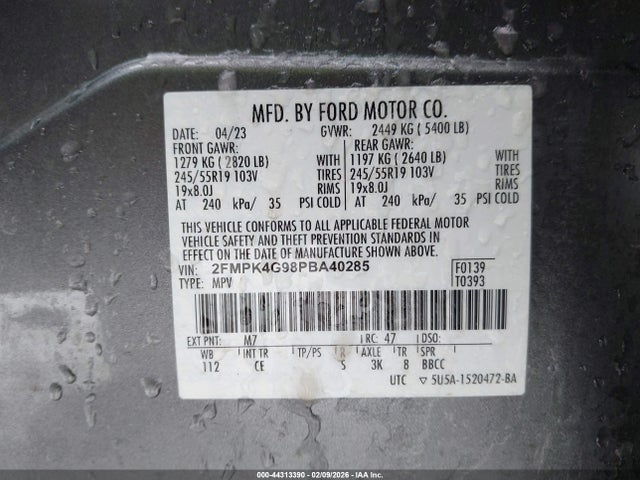 MFD. BY FORD MOTOR CO.
DATE: 04/23 GVWR: 2449 KG ( 5400 LB)
FRONT GAWR: REAR GAWR:
1279 KG ( 2820 LB) WITH 1197 KG ( 2640 LB) WITH
245/55R19 103V TIRES 245/55R19 103V TIRES
19x8.0J RIMS 19x8.0J RIMS
AT 240 kPa/ 35 PSI COLD AT 240 kPa/ 35 PSI COLD
THIS VEHICLE CONFORMS TO ALL APPLICABLE FEDERAL MOTOR
VEHICLE SAFETY AND THEFT PREVENTION STANDARDS IN
EFFECT ON THE DATE OF MANUFACTURE SHOWN ABOVE.
VIN: 2FMPK4G98PBA40285 F0139
TYPE: MPV T0393
EXT PNT: M7 RC: 47 DSO:
WB INT TR TP/PS R AXLE TR SPR
112 CE S 3K 8 BBCC
UTC ▽ 5U5A-1520472-BA
000-44313390 - 02/09/2026 - IAA Inc.